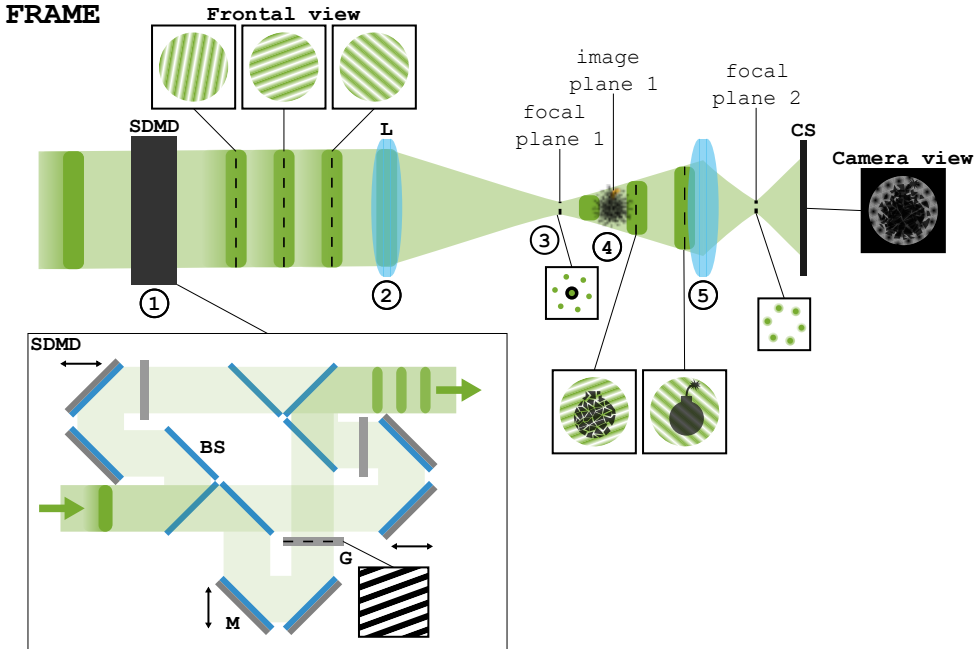 FRAME
Frontal view
SDMD
L
image
plane 1
focal
plane 1
focal
plane 2
CS
Camera view
1
2
3
4
5
SDMD
BS
G
M